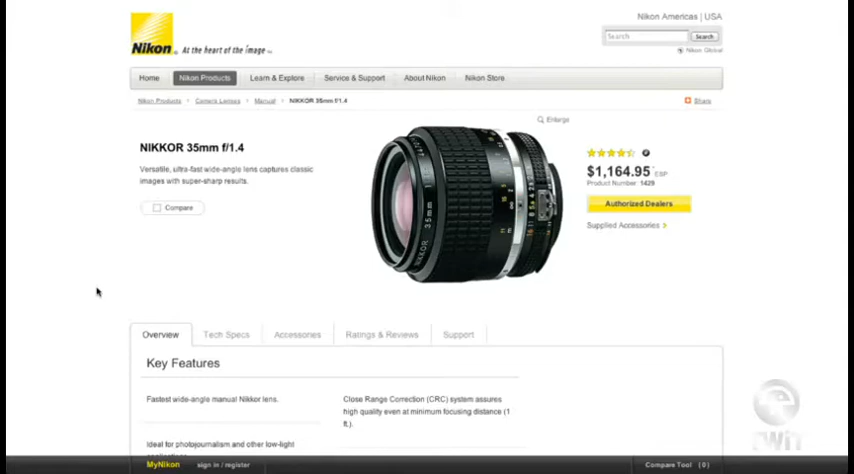 Nikon Americas | USA
Nikon
At the heart of the image
Search
Search
Nikon Global
Home
Nikon Products
Learn & Explore
Service & Support
About Nikon
Nikon Store
Nikon Products
Camera Lenses
Manual
NIKKOR 35mm f/1.4
Share
Enlarge
NIKKOR 35mm f/1.4
Versatile, ultra-fast wide-angle lens captures classic
images with super-sharp results.
Compare
NIKKOR 35mm
$1,164.95
ESP
Product Number : 1429
Authorized Dealers
Supplied Accessories
Overview
Tech Specs
Accessories
Ratings & Reviews
Support
Key Features
Fastest wide-angle manual Nikkor lens.
Close Range Correction (CRC) system assures
high quality even at minimum focusing distance (1
ft.).
Ideal for photojournalism and other low-light
MyNikon
sign in / register
Compare Tool (0)
TWiT